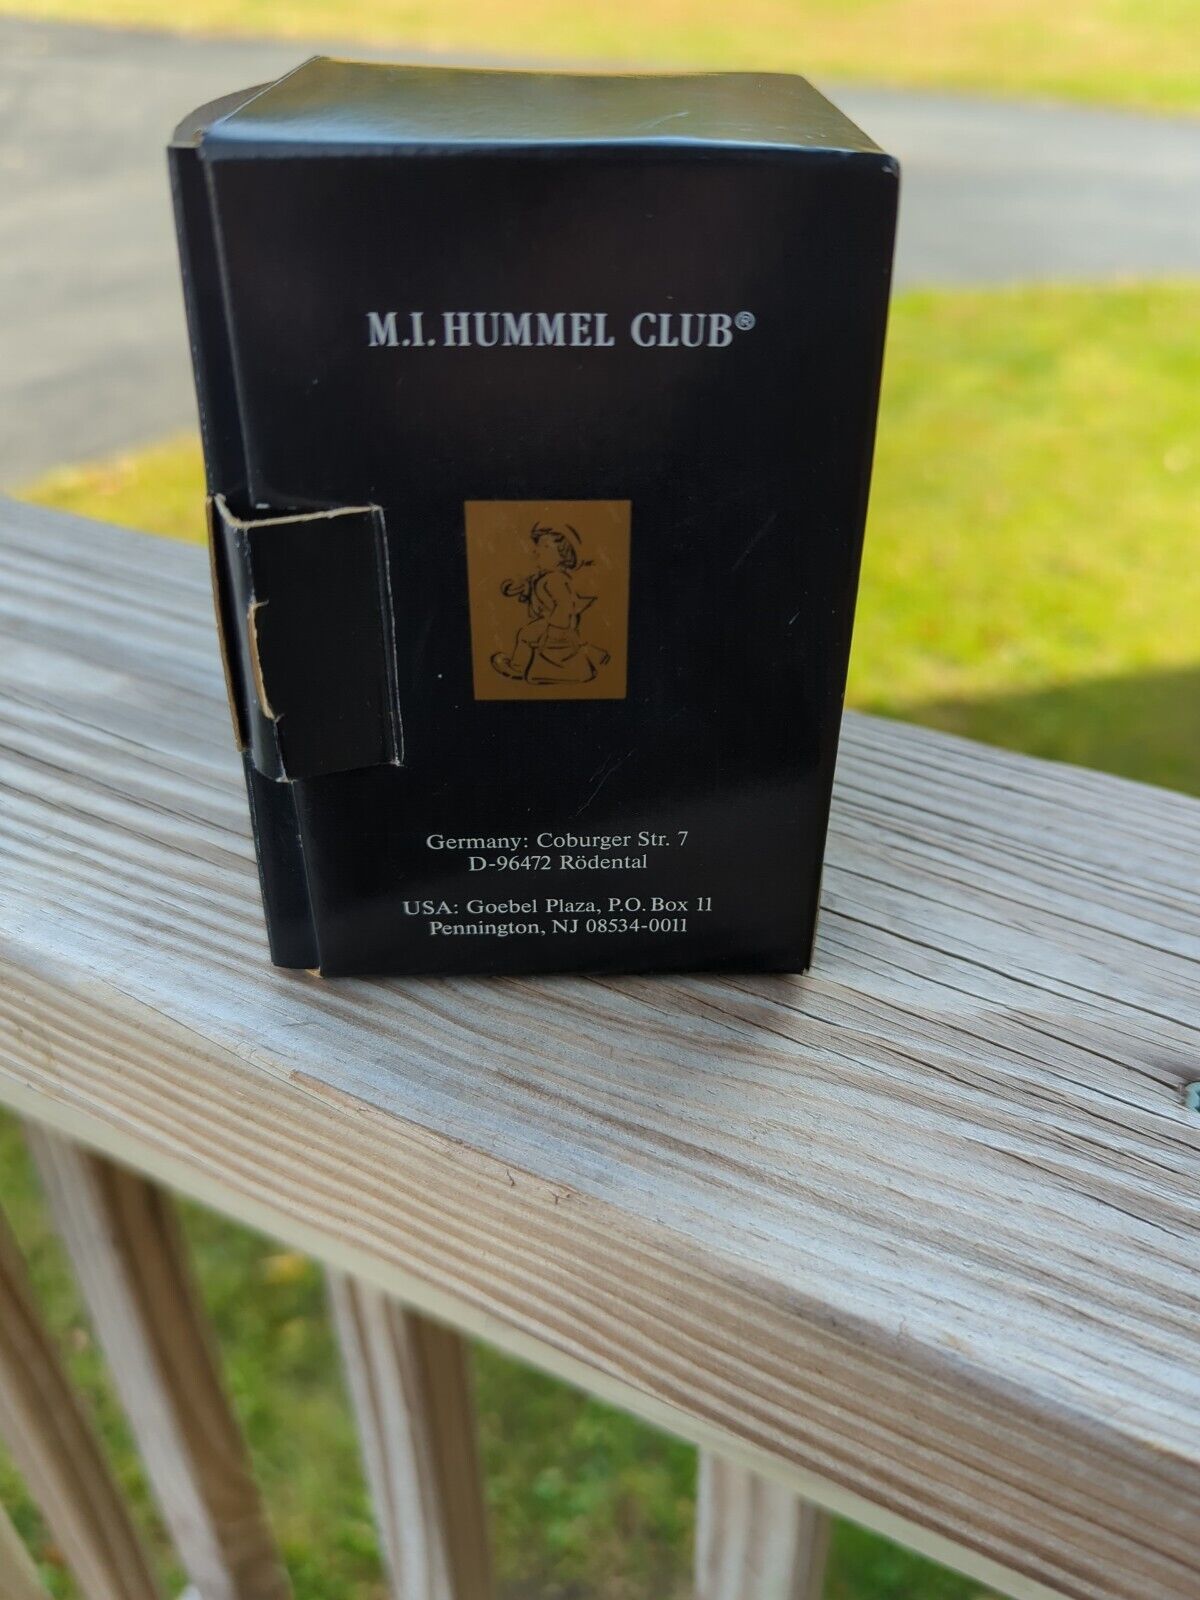 M.I. HUMMEL CLUB®
Germany: Coburger Str. 7
D-96472 Rödental
USA: Goebel Plaza, P.O. Box 11
Pennington, NJ 08534-0011